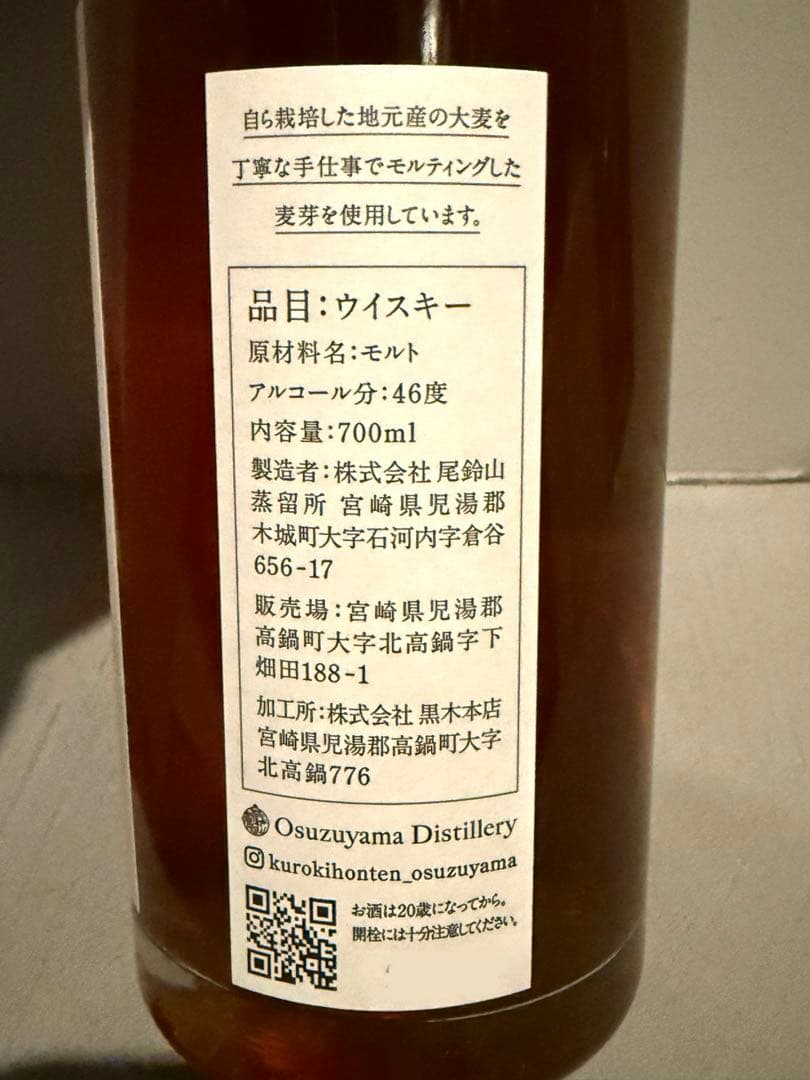 自ら栽培した地元産の大麦を
丁寧な手仕事でモルティングした
麦芽を使用しています。
品目：ウイスキー
原材料名：モルト
アルコール分：46度
内容量：700ml
製造者：株式会社 尾鈴山
蒸留所 宮崎県児湯郡
木城町大字石河内字倉谷
656-17
販売場：宮崎県児湯郡
高鍋町大字北高鍋字下
畑田188-1
加工所：株式会社 黒木本店
宮崎県児湯郡高鍋町大字
北高鍋776
Osuzuyama Distillery
kurokihonten_osuzuyama
お酒は20歳になってから。
開栓には十分注意してください。